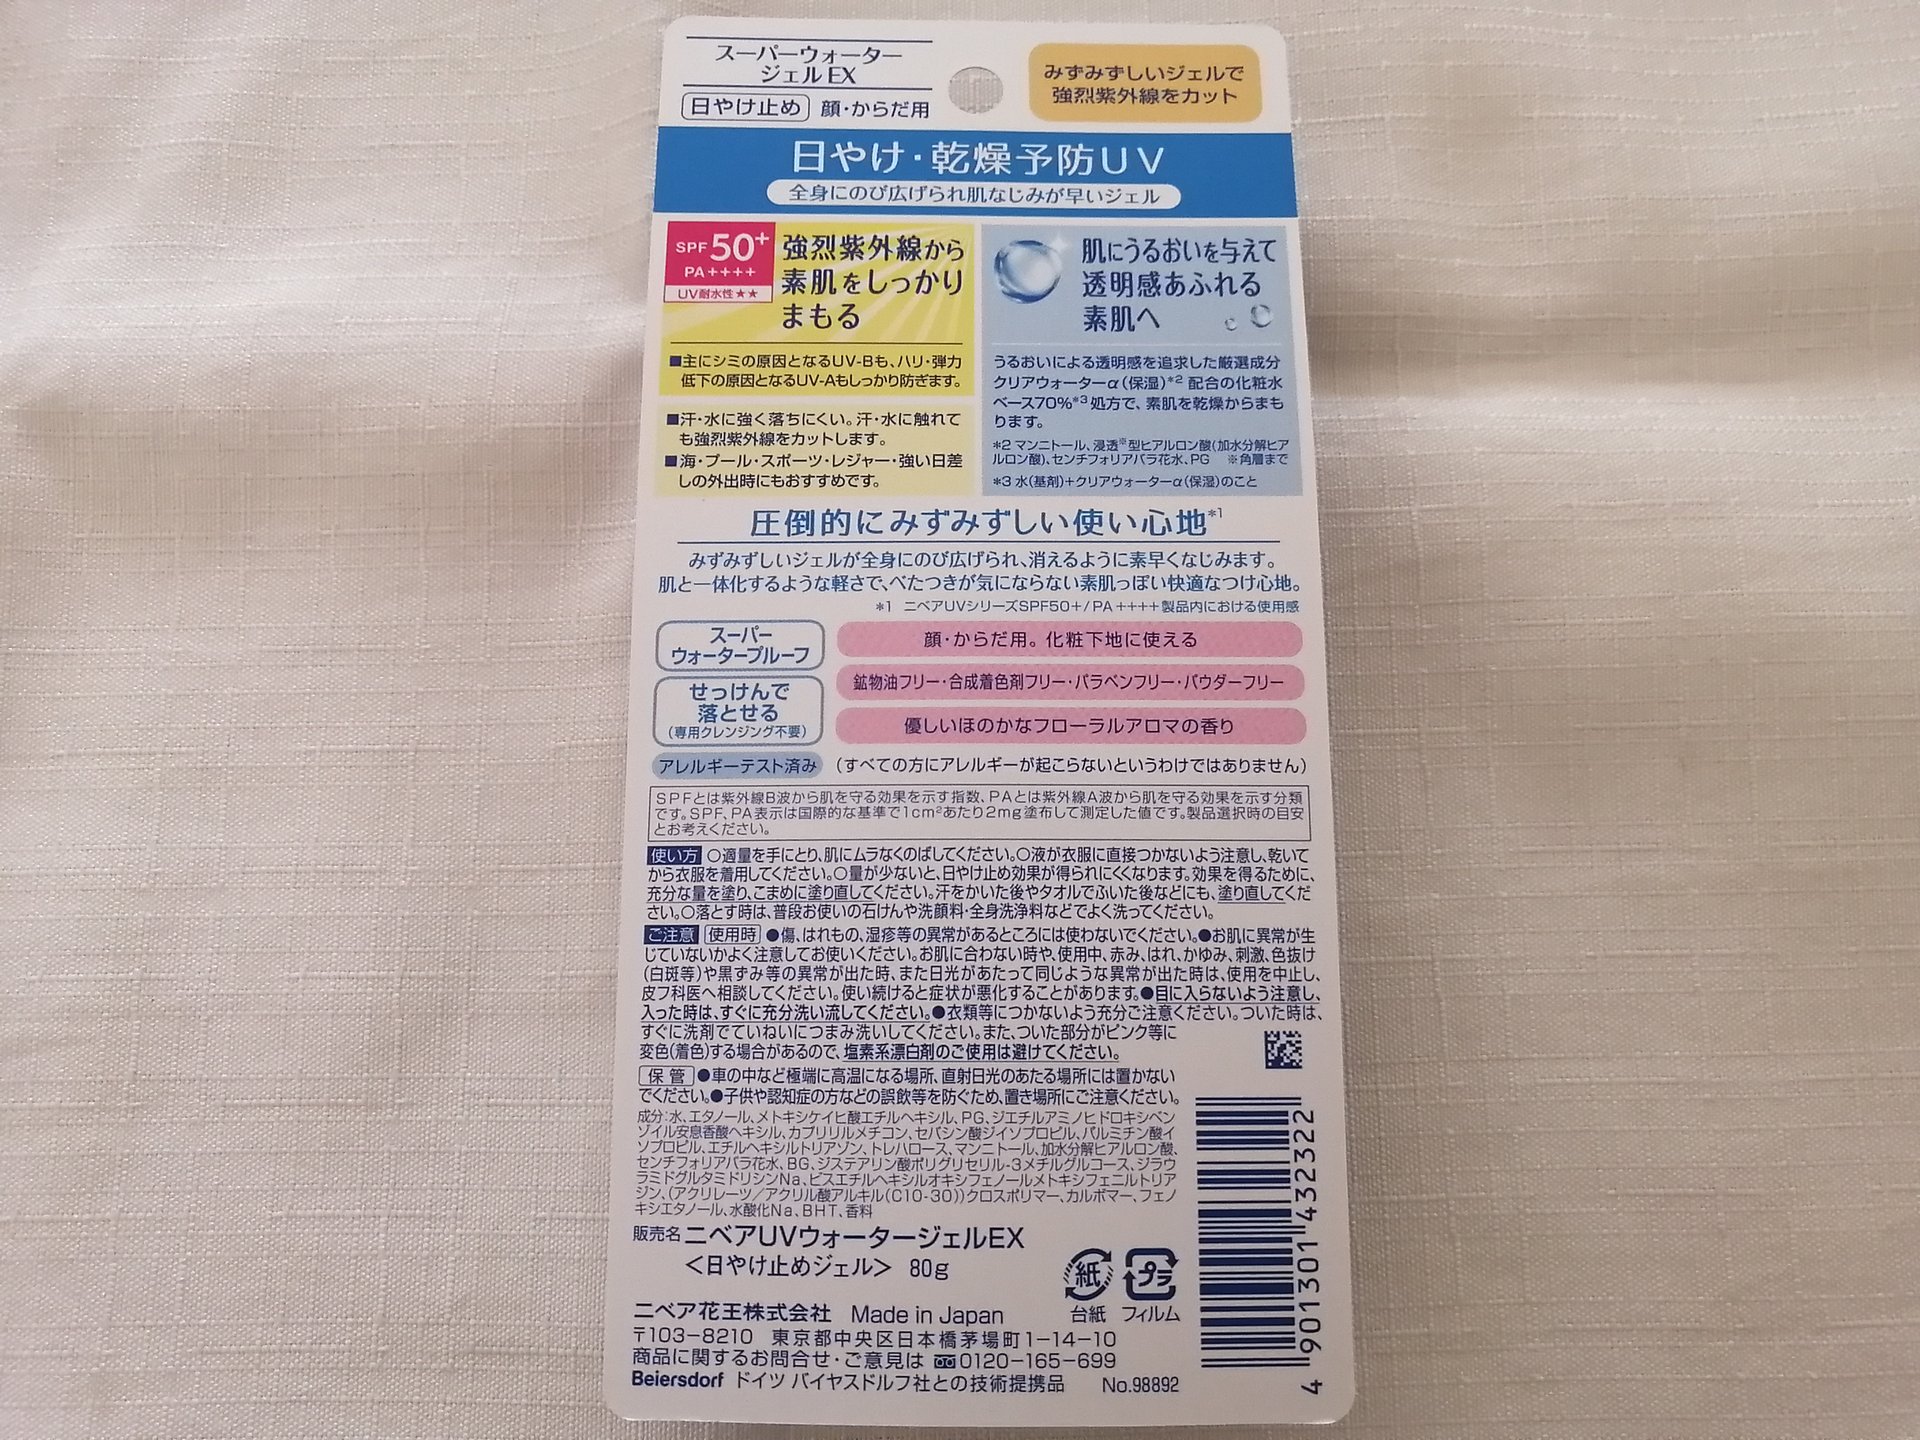 スーパーウォーター
ジェルEX
日やけ止め 顔・からだ用
みずみずしいジェルで
強烈紫外線をカット
日やけ・乾燥予防UV
全身にのび広げられ肌なじみが早いジェル
SPF50+
PA++++
UV耐水性★★
強烈紫外線から
素肌をしっかり
まもる
■主にシミの原因となるUV-Bも、ハリ・弾力
低下の原因となるUV-Aもしっかり防ぎます。
■汗・水に強く落ちにくい。汗・水に触れて
も強烈紫外線をカットします。
■海・プール・スポーツ・レジャー・強い日差
しの外出時にもおすすめです。
肌にうるおいを与えて
透明感あふれる
素肌へ
うるおいによる透明感を追求した厳選成分
クリアウォーターα(保湿)*2 配合の化粧水
ベース70%*3処方で、素肌を乾燥からまも
ります。
*2 マンニトール、浸透※型ヒアルロン酸(加水分解ヒア
ルロン酸)、センチフォリアバラ花水、PG ※角層まで
*3 水(基剤)+クリアウォーターα(保湿)のこと
圧倒的にみずみずしい使い心地*1
みずみずしいジェルが全身にのび広げられ、消えるように素早くなじみます。
肌と一体化するような軽さで、べたつきが気にならない素肌っぽい快適なつけ心地。
*1 ニベアUVシリーズSPF50+/PA++++製品内における使用感
スーパー
ウォータープルーフ
顔・からだ用。化粧下地に使える
せっけんで
落とせる
(専用クレンジング不要)
鉱物油フリー・合成着色剤フリー・パラベンフリー・パウダーフリー
優しいほのかなフローラルアロマの香り
アレルギーテスト済み (すべての方にアレルギーが起こらないというわけではありません)
SPFとは紫外線B波から肌を守る効果を示す指数、PAとは紫外線A波から肌を守る効果を示す分類
です。SPF、PA表示は国際的な基準で1cm²あたり2mg塗布して測定した値です。製品選択時の目安
とお考えください。
使い方 ○適量を手にとり、肌にムラなくのばしてください。○液が衣服に直接つかないよう注意し、乾いて
から衣服を着用してください。○量が少ないと、日やけ止め効果が得られにくくなります。効果を得るために、
充分な量を塗り、こまめに塗り直してください。汗をかいた後やタオルでふいた後などにも、塗り直してくだ
さい。○落とす時は、普段お使いの石けんや洗顔料・全身洗浄料などでよく洗ってください。
ご注意 使用時 ●傷、はれもの、湿疹等の異常があるところには使わないでください。●お肌に異常が生
じていないかよく注意してお使いください。お肌に合わない時や、使用中、赤み、はれ、かゆみ、刺激、色抜け
(白斑等)や黒ずみ等の異常が出た時、また日光があたって同じような異常が出た時は、使用を中止し、
皮フ科医へ相談してください。使い続けると症状が悪化することがあります。●目に入らないよう注意し、
入った時は、すぐに充分洗い流してください。●衣類等につかないよう充分ご注意ください。ついた時は、
すぐに洗剤でていねいにつまみ洗いしてください。また、ついた部分がピンク等に
変色(着色)する場合があるので、塩素系漂白剤のご使用は避けてください。
保管 ●車の中など極端に高温になる場所、直射日光のあたる場所には置かない
でください。●子供や認知症の方などの誤飲等を防ぐため、置き場所にご注意ください。
成分:水、エタノール、メトキシケイヒ酸エチルヘキシル、PG、ジエチルアミノヒドロキシベン
ゾイル安息香酸ヘキシル、カプリリルメチコン、セバシン酸ジイソプロピル、パルミチン酸イ
ソプロピル、エチルヘキシルトリアゾン、トレハロース、マンニトール、加水分解ヒアルロン酸、
センチフォリアバラ花水、BG、ジステアリン酸ポリグリセリル-3メチルグルコース、ジラウ
ラミドグルタミドリシンNa、ビスエチルヘキシルオキシフェノールメトキシフェニルトリア
ジン、(アクリレーツ/アクリル酸アルキル(C10-30))クロスポリマー、カルボマー、フェノ
キシエタノール、水酸化Na、BHT、香料
販売名 ニベアUVウォータージェルEX
<日やけ止めジェル> 80g
紙 プラ
台紙 フィルム
ニベア花王株式会社 Made in Japan
〒103-8210 東京都中央区日本橋茅場町1-14-10
商品に関するお問合せ・ご意見は 0120-165-699
Beiersdorf ドイツ バイヤスドルフ社との技術提携品 No.98892
4 901301 432322